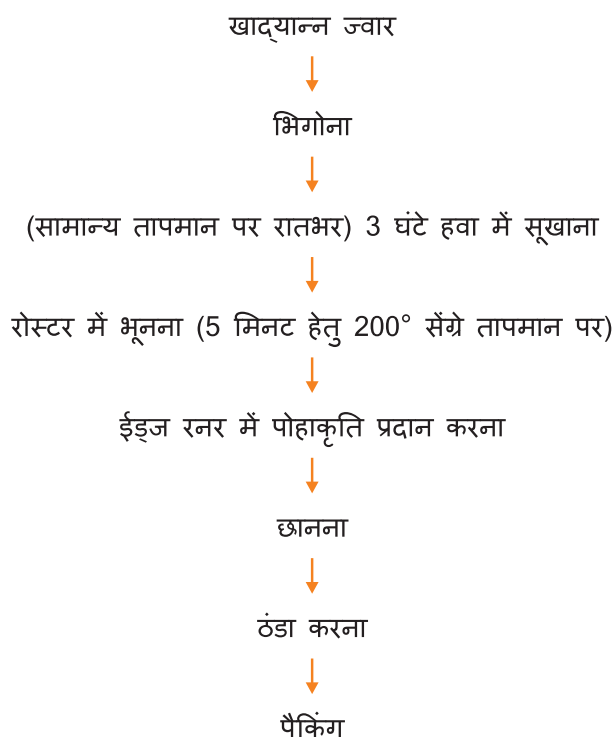 खाद्‌यान्न ज्वार
भिगोना
(सामान्य तापमान पर रातभर) 3 घंटे हवा में सूखाना
रोस्टर में भूनना (5 मिनट हेतु 200° सेंग्रे तापमान पर)
ईड्ज रनर में पोहाकृति प्रदान करना
छानना
ठंडा करना
पैकिंग